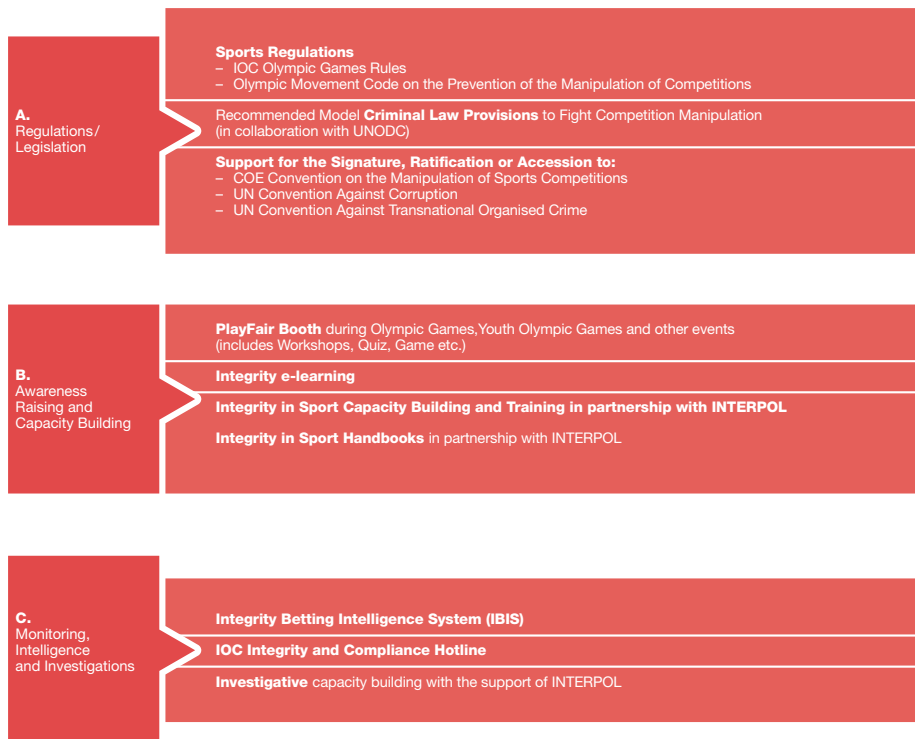 A.
Regulations/
Legislation
Sports Regulations
– IOC Olympic Games Rules
– Olympic Movement Code on the Prevention of the Manipulation of Competitions
Recommended Model Criminal Law Provisions to Fight Competition Manipulation
(in collaboration with UNODC)
Support for the Signature, Ratification or Accession to:
– COE Convention on the Manipulation of Sports Competitions
– UN Convention Against Corruption
– UN Convention Against Transnational Organised Crime
B.
Awareness
Raising and
Capacity Building
PlayFair Booth during Olympic Games,Youth Olympic Games and other events
(includes Workshops, Quiz, Game etc.)
Integrity e-learning
Integrity in Sport Capacity Building and Training in partnership with INTERPOL
Integrity in Sport Handbooks in partnership with INTERPOL
C.
Monitoring,
Intelligence
and Investigations
Integrity Betting Intelligence System (IBIS)
IOC Integrity and Compliance Hotline
Investigative capacity building with the support of INTERPOL